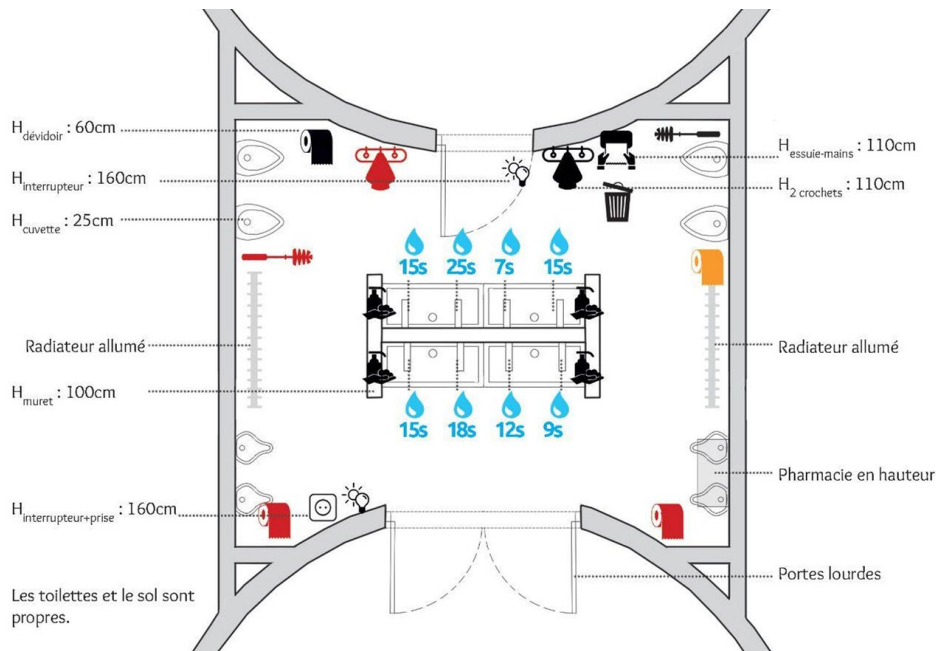 H dévidoir : 60cm
H interrupteur : 160cm
H cuvette : 25cm
H essuie-mains : 110cm
H 2 crochets : 110cm
15s 25s 7s 15s
Radiateur allumé
Radiateur allumé
H muret : 100cm
15s 18s 12s 9s
Pharmacie en hauteur
H interrupteur+prise : 160cm
Portes lourdes
Les toilettes et le sol sont
propres.